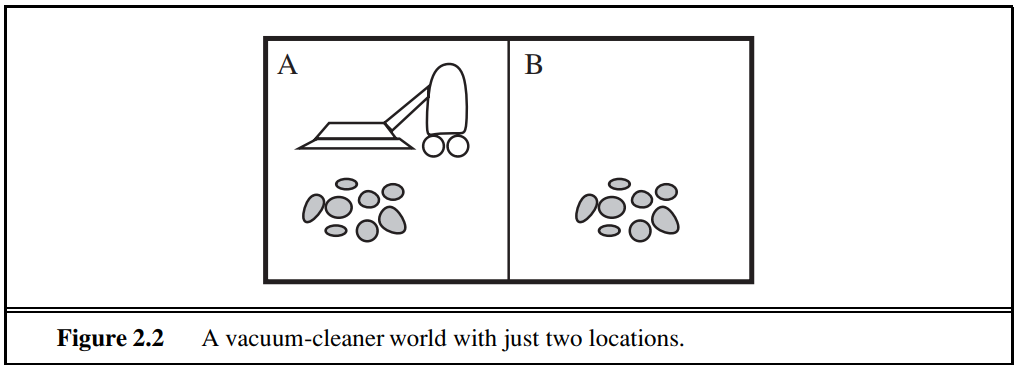 A
B
Figure 2.2 A vacuum-cleaner world with just two locations.